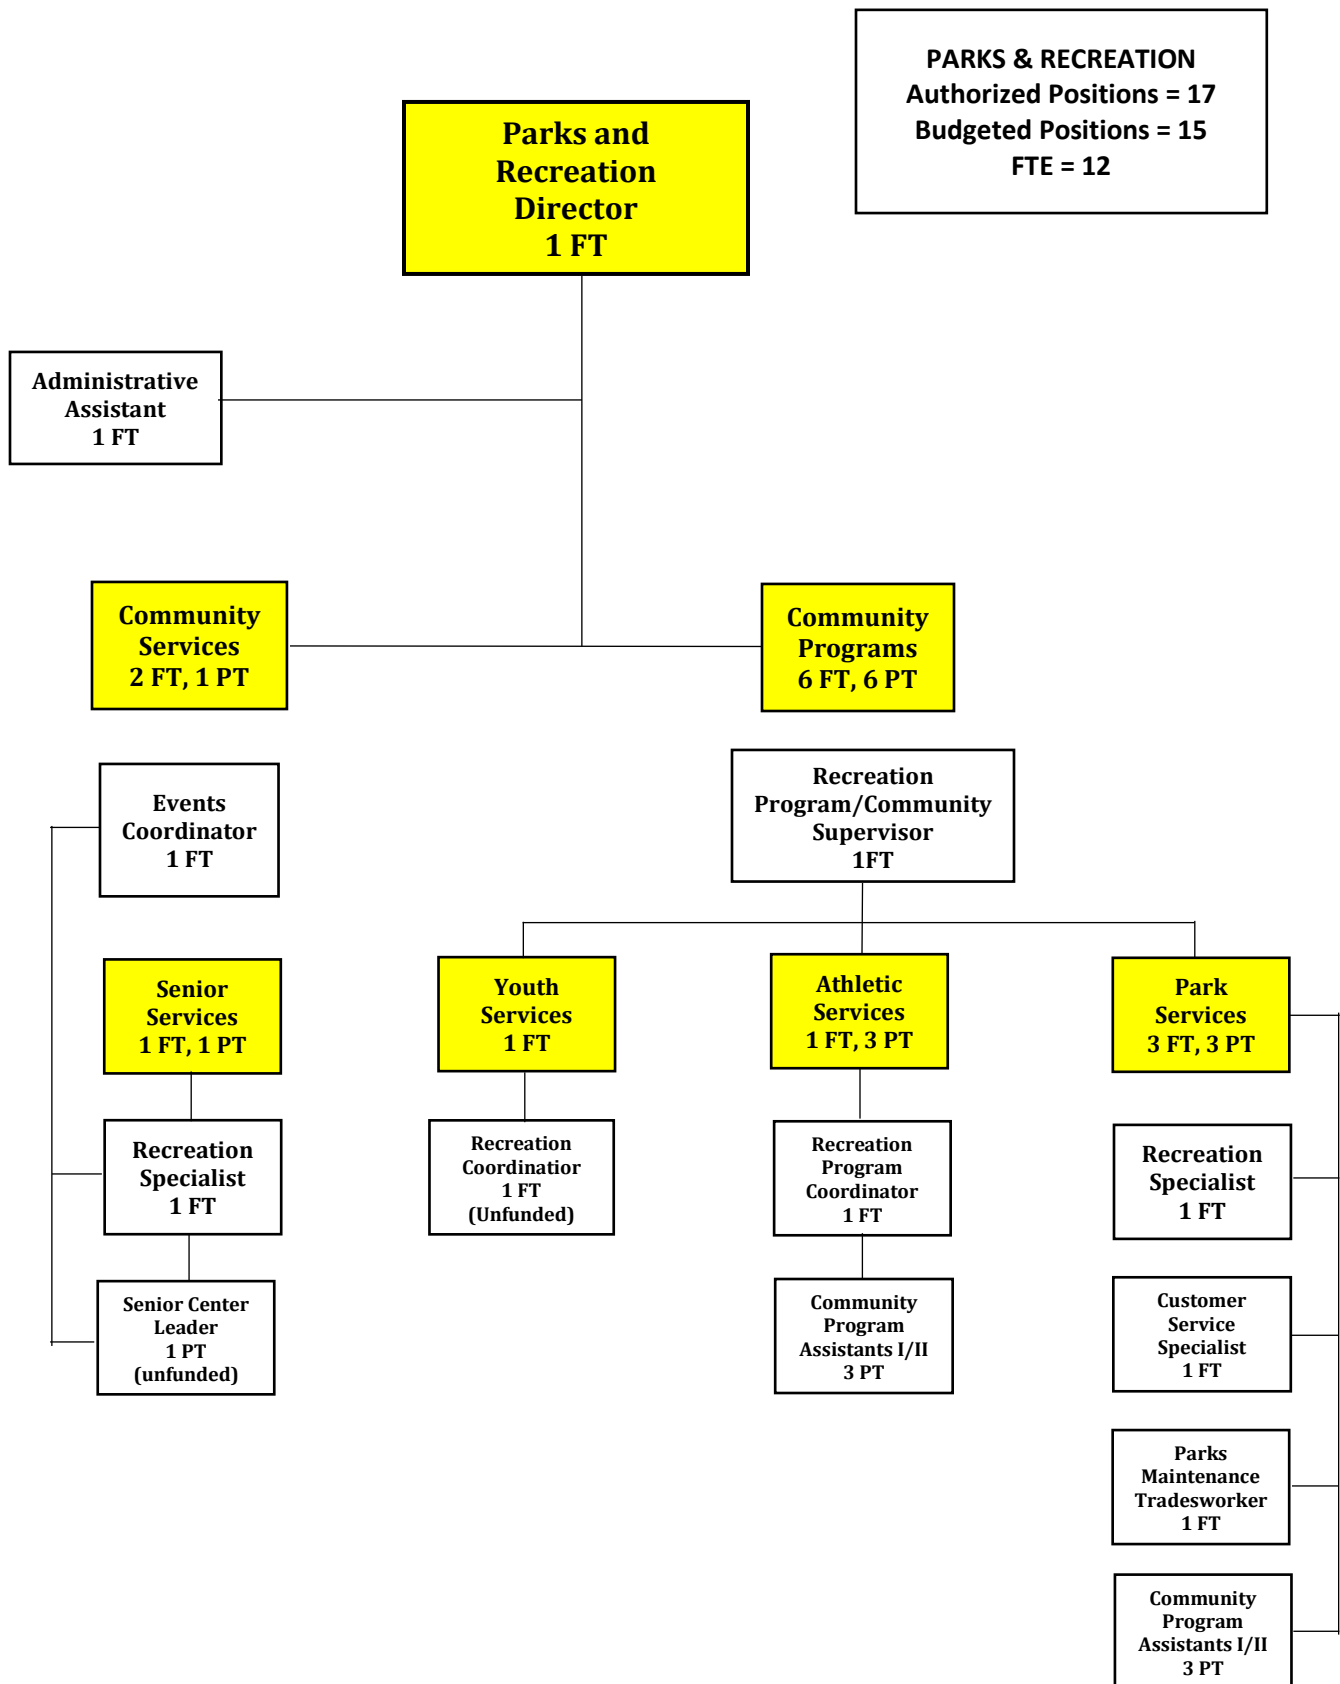 PARKS & RECREATION
Authorized Positions = 17
Budgeted Positions = 15
FTE = 12
Parks and
Recreation
Director
1 FT
Administrative
Assistant
1 FT
Community
Services
2 FT, 1 PT
Community
Programs
6 FT, 6 PT
Events
Coordinator
1 FT
Recreation
Program/Community
Supervisor
1FT
Senior
Services
1 FT, 1 PT
Youth
Services
1 FT
Athletic
Services
1 FT, 3 PT
Park
Services
3 FT, 3 PT
Recreation
Specialist
1 FT
Recreation
Coordinatior
1 FT
(Unfunded)
Recreation
Program
Coordinator
1 FT
Recreation
Specialist
1 FT
Senior Center
Leader
1 PT
(unfunded)
Community
Program
Assistants I/II
3 PT
Customer
Service
Specialist
1 FT
Parks
Maintenance
Tradesworker
1 FT
Community
Program
Assistants I/II
3 PT